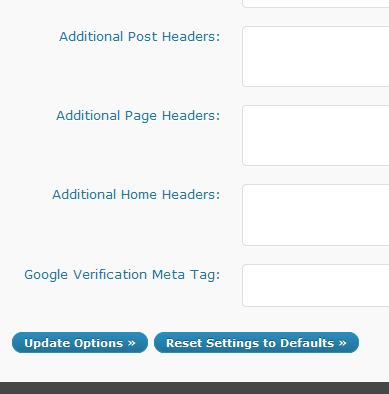 Additional Post Headers:
Additional Page Headers:
Additional Home Headers:
Google Verification Meta Tag:
Update Options » Reset Settings to Defaults »